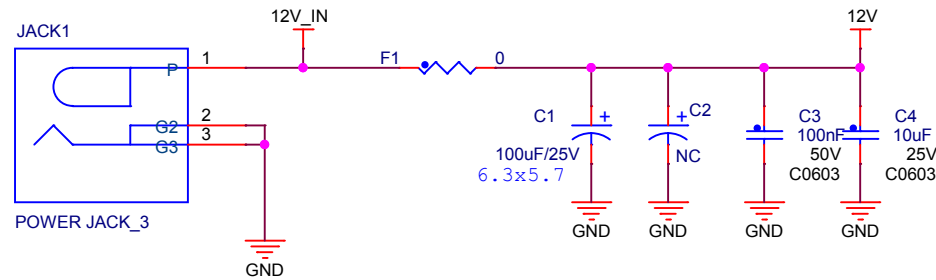 JACK1
12V_IN
12V
1
P
F1
0
2
G2
3
G3
C1
100uF/25V
6.3x5.7
C2
NC
C3
100nF
50V
C0603
C4
10uF
25V
C0603
POWER JACK_3
GND
GND
GND
GND
GND